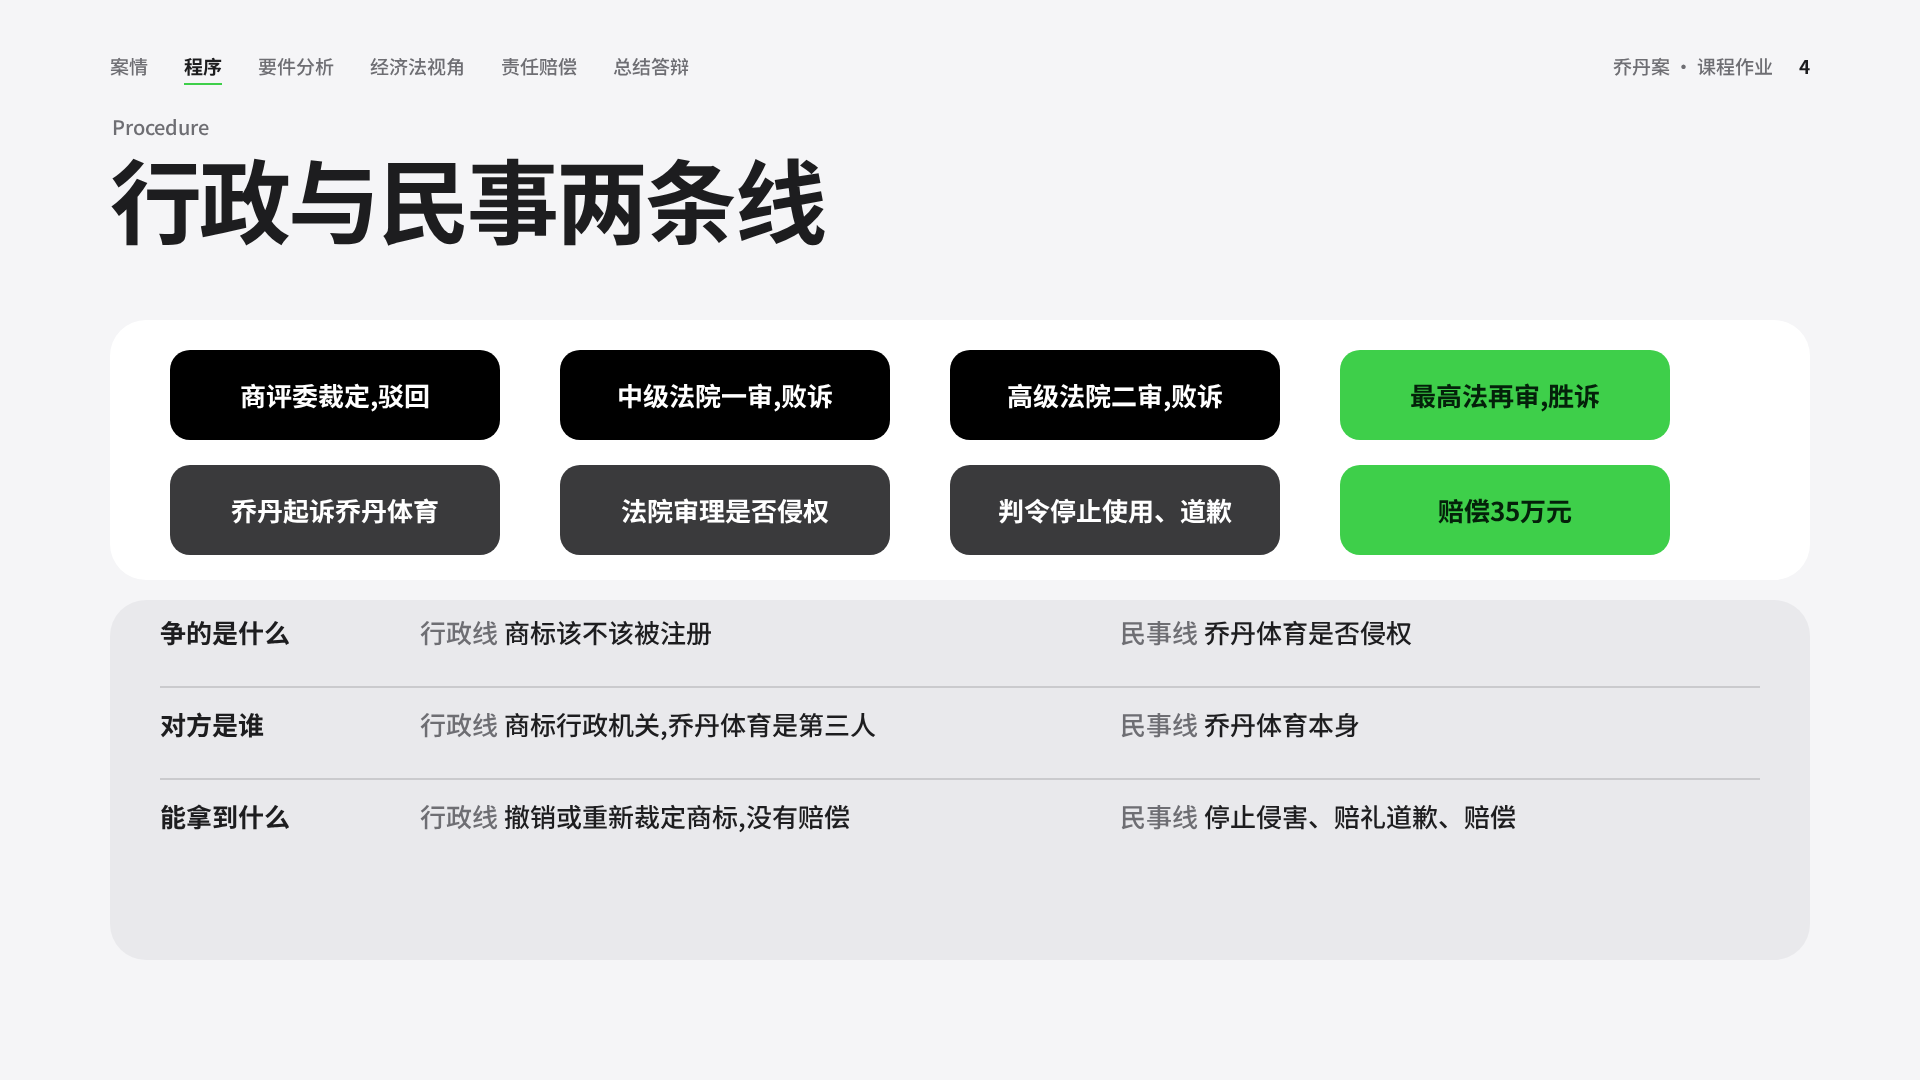 案情 程序 要件分析 经济法视角 责任赔偿 总结答辩 乔丹案 · 课程作业 4
Procedure
行政与民事两条线
商评委裁定,驳回 中级法院一审,败诉 高级法院二审,败诉 最高法再审,胜诉
乔丹起诉乔丹体育 法院审理是否侵权 判令停止使用、道歉 赔偿35万元
争的是什么 行政线 商标该不该被注册 民事线 乔丹体育是否侵权
对方是谁 行政线 商标行政机关,乔丹体育是第三人 民事线 乔丹体育本身
能拿到什么 行政线 撤销或重新裁定商标,没有赔偿 民事线 停止侵害、赔礼道歉、赔偿